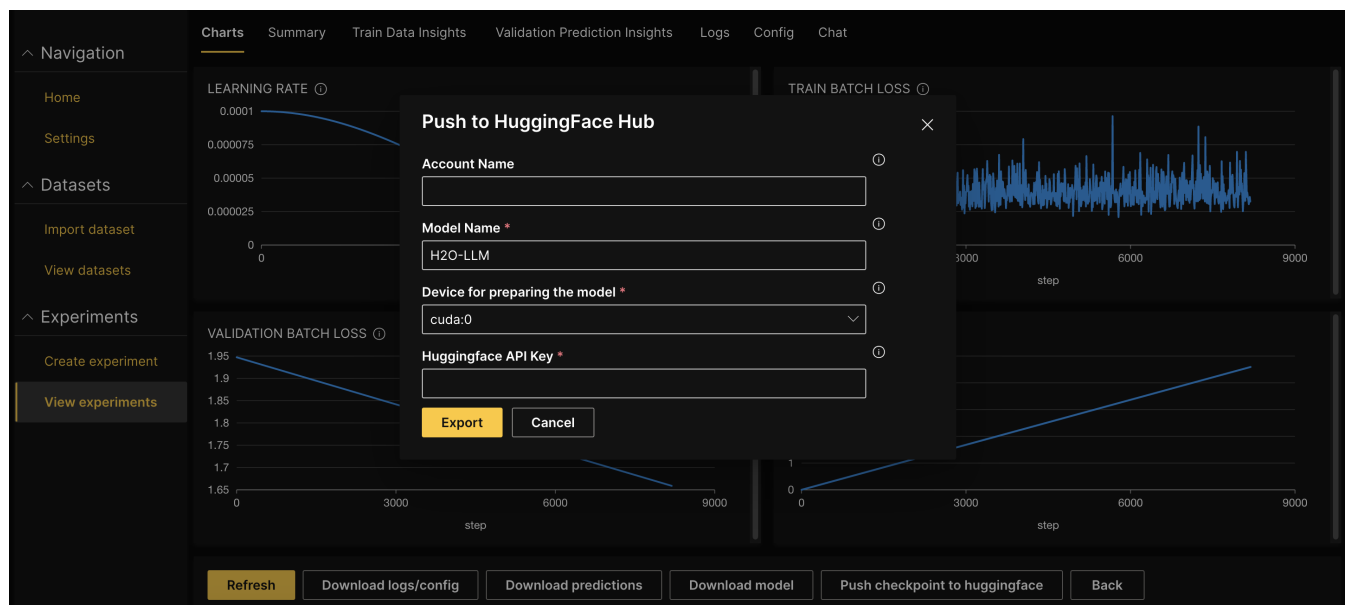 Charts Summary Train Data Insights Validation Prediction Insights Logs Config Chat
Navigation
Home
Settings
Datasets
Import dataset
View datasets
Experiments
Create experiment
View experiments
LEARNING RATE
0.0001
0.000075
0.00005
0.000025
0
0
TRAIN BATCH LOSS
3000 6000 9000
step
Push to HuggingFace Hub
Account Name
Model Name *
H2O-LLM
Device for preparing the model *
cuda:0
Huggingface API Key *
Export Cancel
VALIDATION BATCH LOSS
1.95
1.9
1.85
1.8
1.75
1.7
1.65
0 3000 6000 9000
step
1
0
0 3000 6000 9000
step
Refresh Download logs/config Download predictions Download model Push checkpoint to huggingface Back